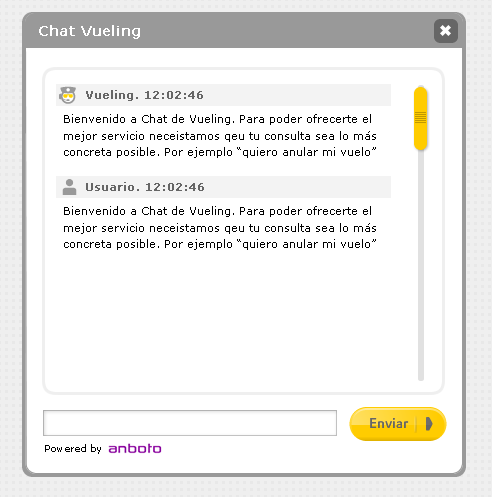 Chat Vueling
Vueling. 12:02:46
Bienvenido a Chat de Vueling. Para poder ofrecerte el
mejor servicio neceistamos qeu tu consulta sea lo más
concreta posible. Por ejemplo “quiero anular mi vuelo”
Usuario. 12:02:46
Bienvenido a Chat de Vueling. Para poder ofrecerte el
mejor servicio neceistamos qeu tu consulta sea lo más
concreta posible. Por ejemplo “quiero anular mi vuelo”
Enviar
Powered by anboto